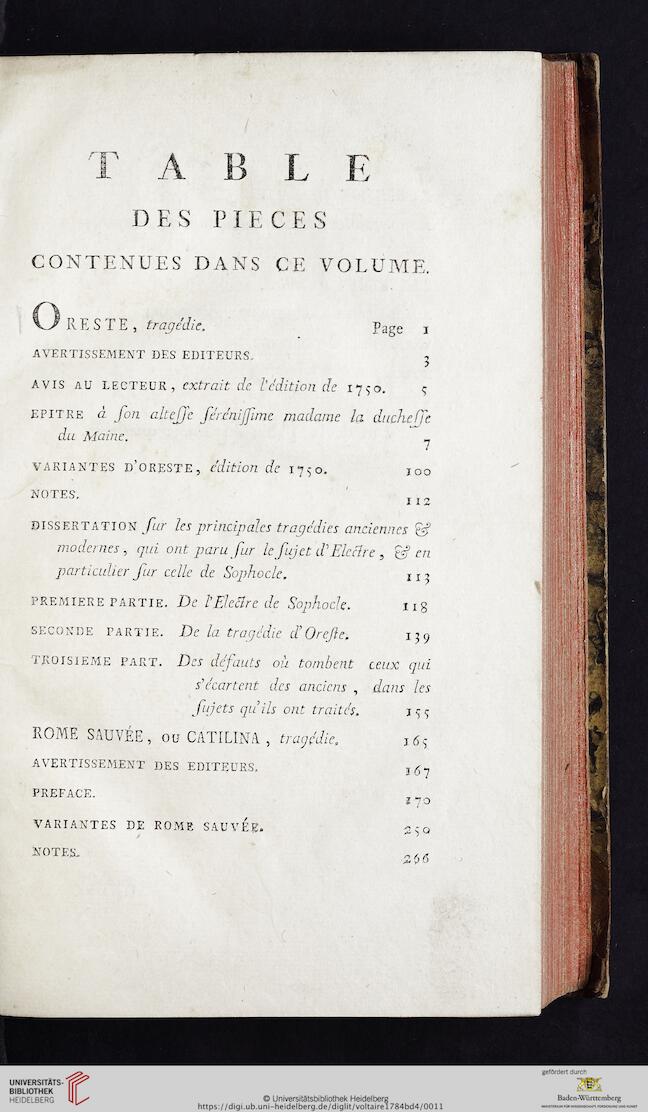 TABLE
DES PIECES
CONTENUES DANS CE VOLUME.
ORESTE, tragédie. Page 1
AVERTISSEMENT DES EDITEURS. 3
AVIS AU LECTEUR, extrait de l'édition de 1750. 5
EPITRE à ſon alteſſe ſéréniſſime madame la ducheſſe
du Maine. 7
VARIANTES D'ORESTE, édition de 1750. 100
NOTES. 112
DISSERTATION ſur les principales tragédies anciennes &
modernes, qui ont paru ſur le ſujet d'Electre, & en
particulier ſur celle de Sophocle. 113
PREMIERE PARTIE. De l'Electre de Sophocle. 118
SECONDE PARTIE. De la tragédie d'Oreſte. 139
TROISIEME PART. Des défauts où tombent ceux qui
s'écartent des anciens, dans les
ſujets qu'ils ont traités. 155
ROME SAUVÉE, ou CATILINA, tragédie. 165
AVERTISSEMENT DES EDITEURS. 167
PREFACE. 170
VARIANTES DE ROME SAUVÉE. 250
NOTES. 266
UNIVERSITÄTS-
BIBLIOTHEK
HEIDELBERG
© Universitätsbibliothek Heidelberg
https://digi.ub.uni-heidelberg.de/diglit/voltaire1784bd4/0011
gefördert durch
Baden-Württemberg
MINISTERIUM FÜR WISSENSCHAFT, FORSCHUNG UND KUNST